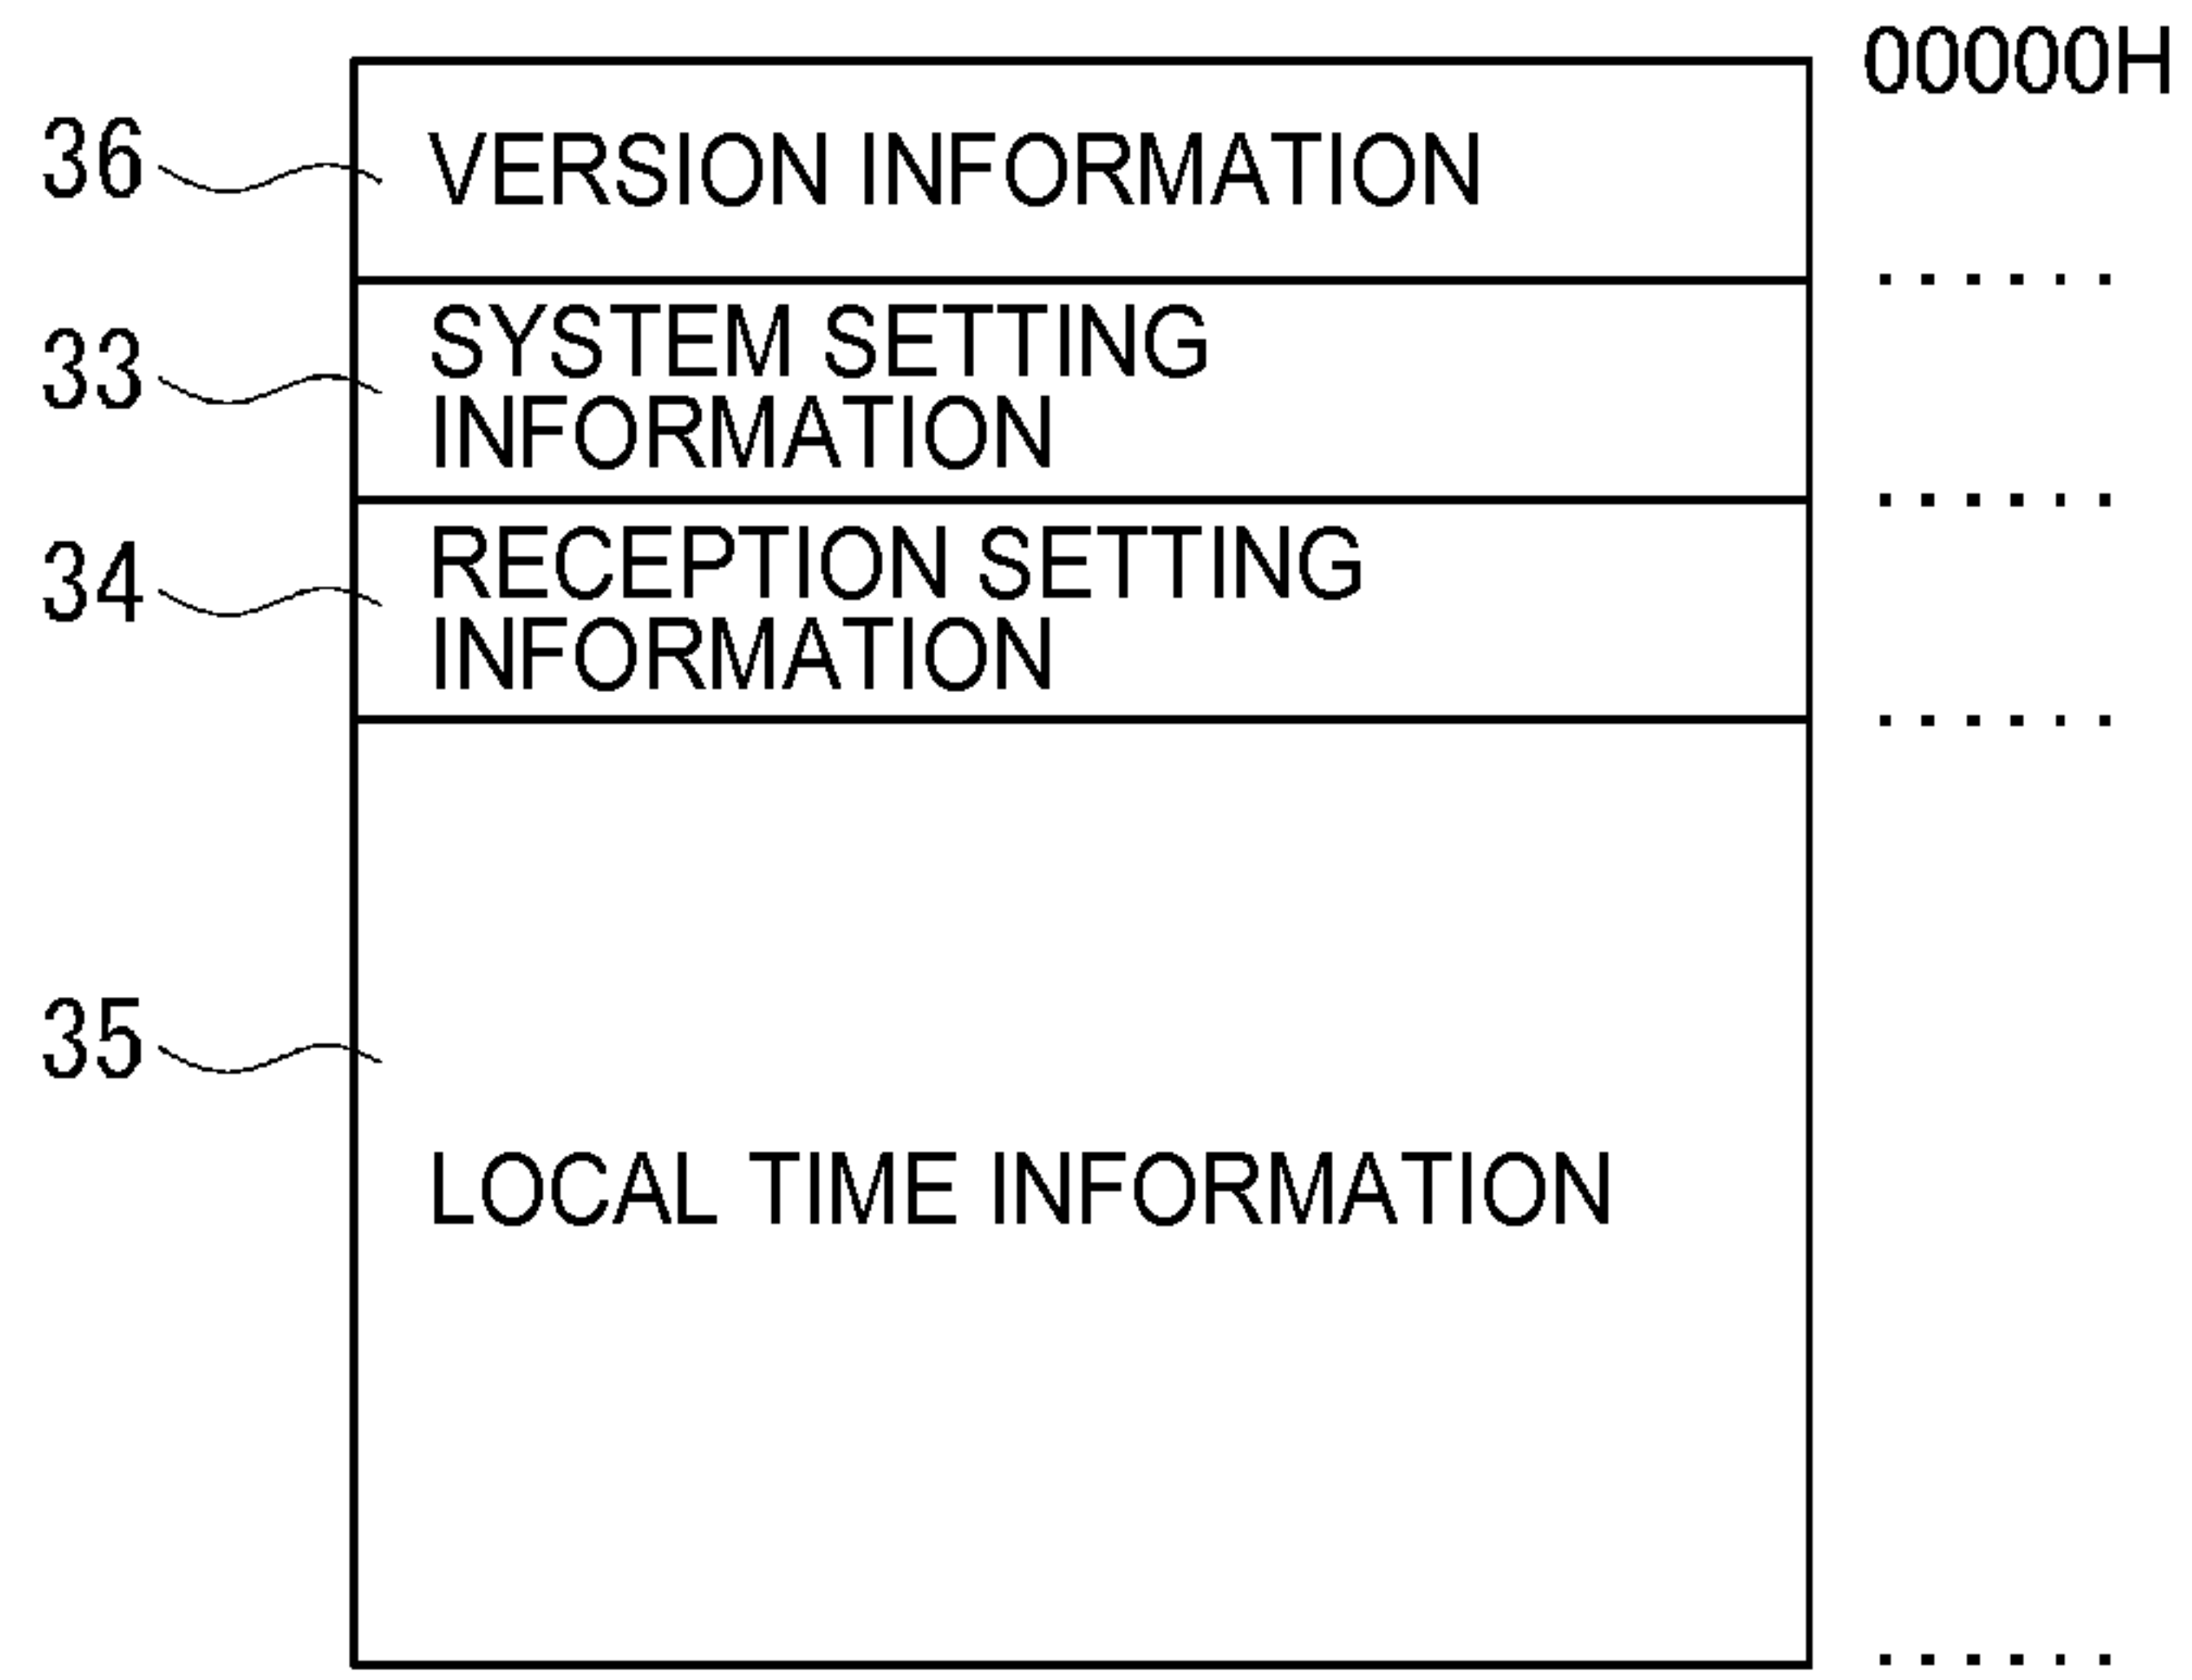 00000H
36
VERSION INFORMATION
......
33
SYSTEM SETTING
INFORMATION
......
34
RECEPTION SETTING
INFORMATION
......
35
LOCAL TIME INFORMATION
......